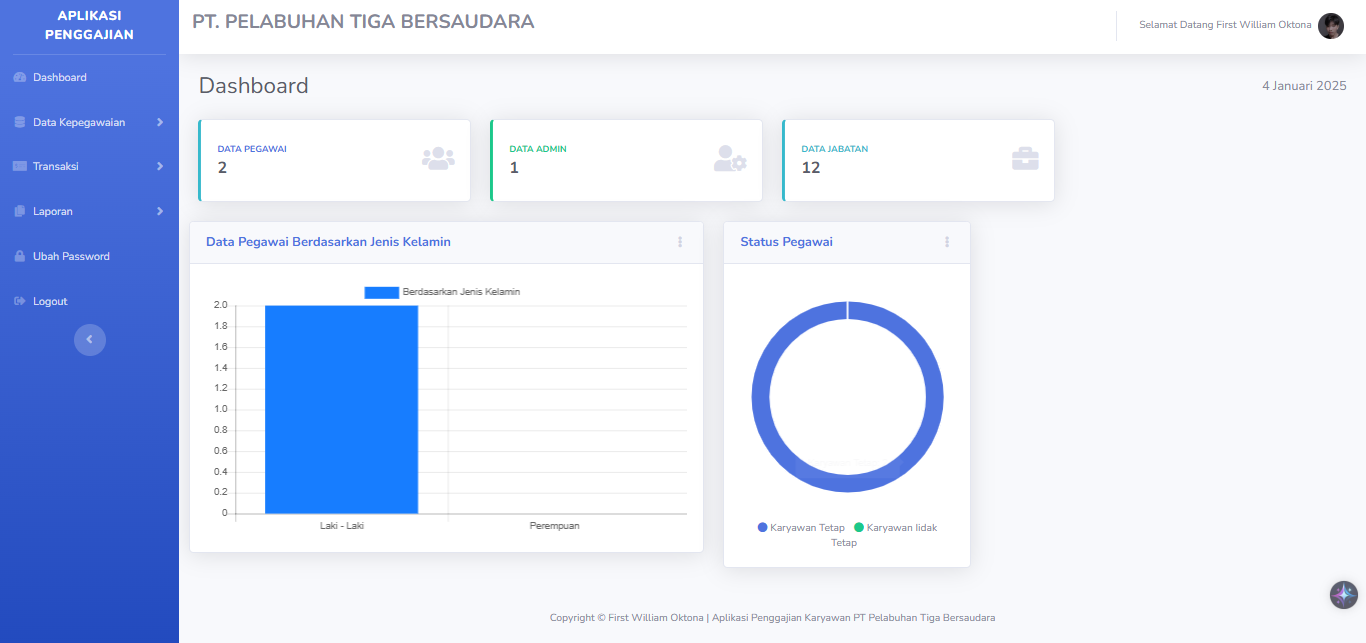 APLIKASI
PENGGAJIAN
Dashboard
Data Kepegawaian
Transaksi
Laporan
Ubah Password
Logout
PT. PELABUHAN TIGA BERSAUDARA
Selamat Datang First William Oktona
Dashboard
4 Januari 2025
DATA PEGAWAI
2
DATA ADMIN
1
DATA JABATAN
12
Data Pegawai Berdasarkan Jenis Kelamin
Berdasarkan Jenis Kelamin
2.0
1.8
1.6
1.4
1.2
1.0
0.8
0.6
0.4
0.2
0
Laki - Laki Perempuan
Status Pegawai
Karyawan Tetap Karyawan Iidak
Tetap
Copyright © First William Oktona | Aplikasi Penggajian Karyawan PT Pelabuhan Tiga Bersaudara